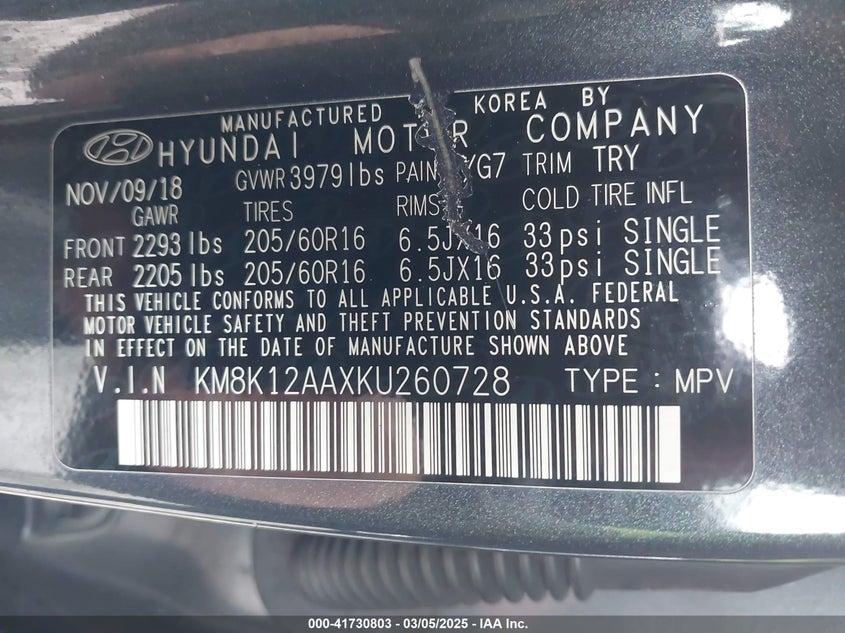 MANUFACTURED KOREA BY
HYUNDAI MOTOR COMPANY
NOV/09/18 GVWR 3979lbs /G7 TRIM TRY
GAWR TIRES RIMS COLD TIRE INFL
FRONT 2293 lbs 205/60R16 6.5JX16 33psi SINGLE
REAR 2205 lbs 205/60R16 6.5JX16 33psi SINGLE
THIS VEHICLE CONFORMS TO ALL APPLICABLE U.S.A. FEDERAL
MOTOR VEHICLE SAFETY AND THEFT PREVENTION STANDARDS
IN EFFECT ON THE DATE OF MANUFACTURE SHOWN ABOVE
V.I.N KM8K12AAXKU260728 TYPE : MPV
000-41730803 - 03/05/2025 - IAA Inc.